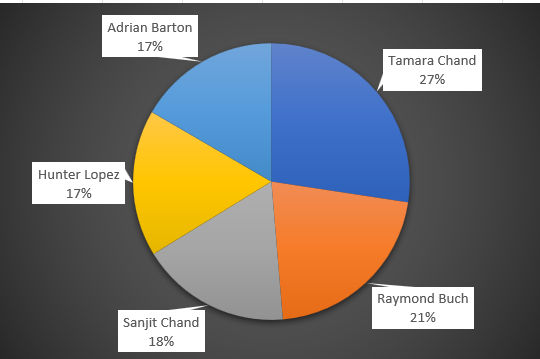 Adrian Barton
17%
Tamara Chand
27%
Hunter Lopez
17%
Raymond Buch
21%
Sanjit Chand
18%